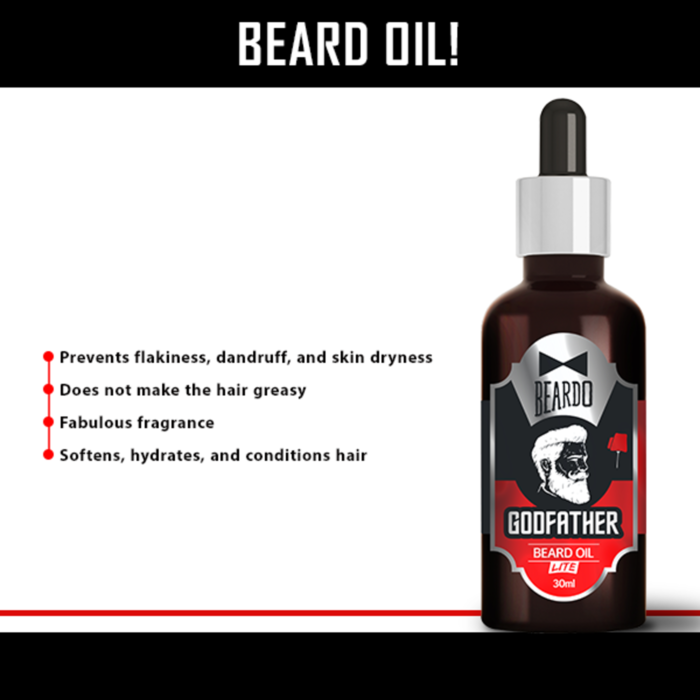 BEARD OIL!
Prevents flakiness, dandruff, and skin dryness
Does not make the hair greasy
Fabulous fragrance
Softens, hydrates, and conditions hair
BEARDO
GODFATHER
BEARD OIL
LITE
30ml